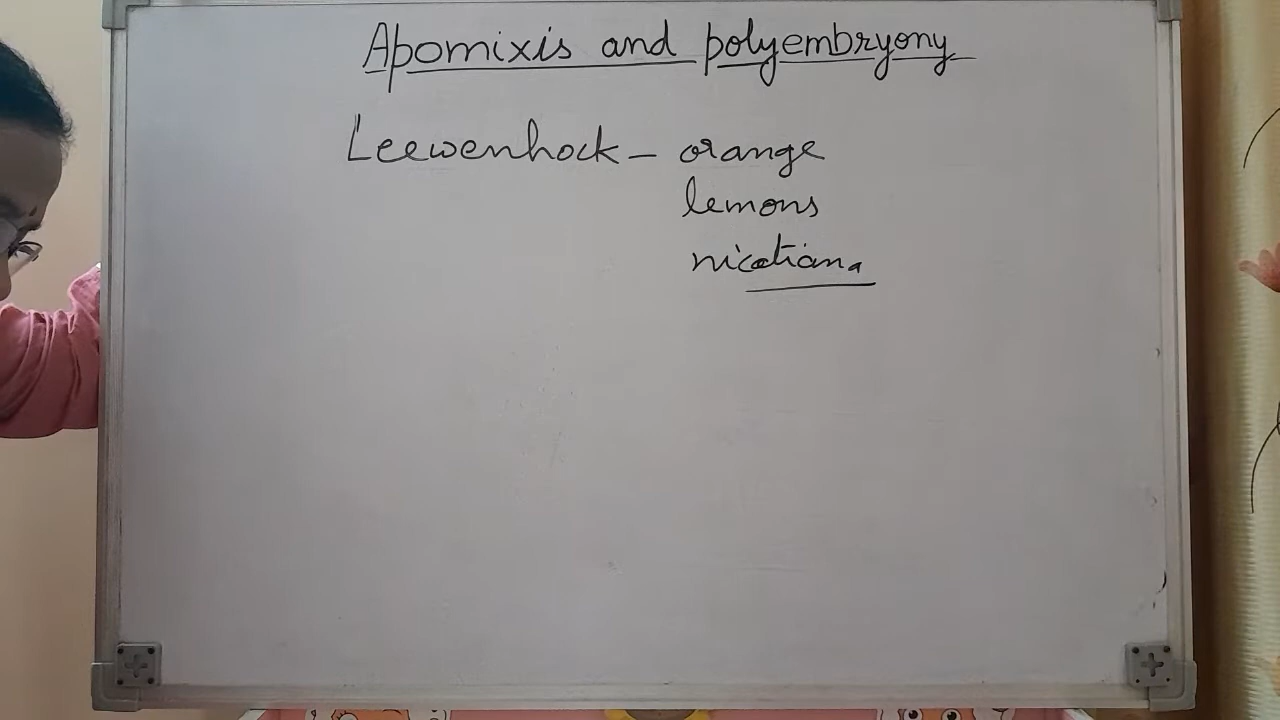 Apomixis and polyembryony
Leewenhock - orange
lemons
nicotiana